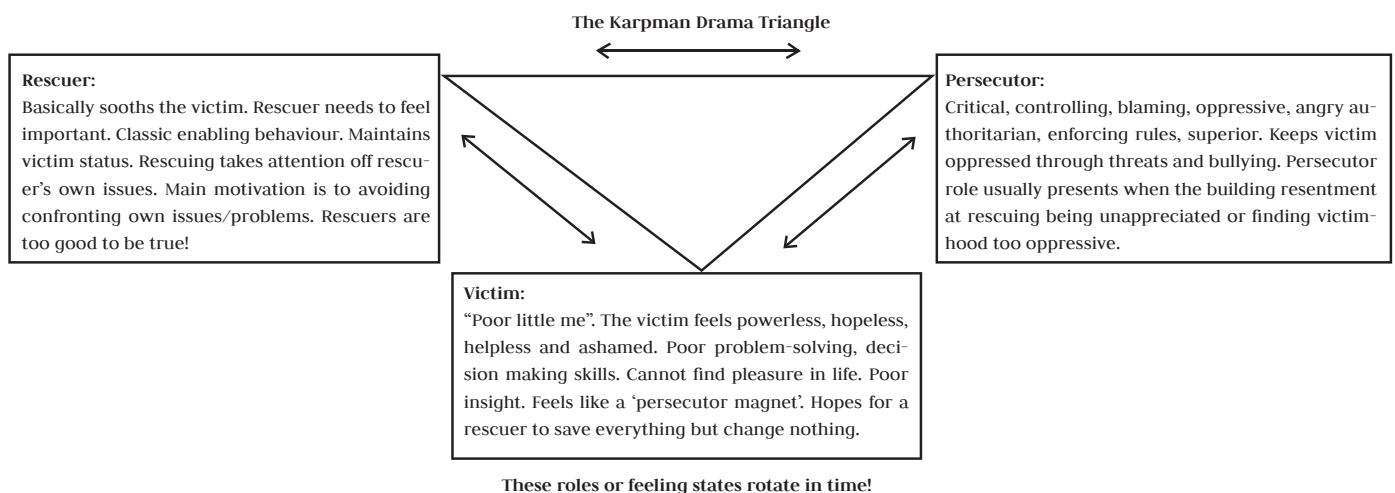 The Karpman Drama Triangle
Rescuer:
Basically sooths the victim. Rescuer needs to feel
important. Classic enabling behaviour. Maintains
victim status. Rescuing takes attention off rescu-
er's own issues. Main motivation is to avoiding
confronting own issues/problems. Rescuers are
too good to be true!
Persecutor:
Critical, controlling, blaming, oppressive, angry au-
thoritarian, enforcing rules, superior. Keeps victim
oppressed through threats and bullying. Persecutor
role usually presents when the building resentment
at rescuing being unappreciated or finding victim-
hood too oppressive.
Victim:
“Poor little me”. The victim feels powerless, hopeless,
helpless and ashamed. Poor problem-solving, deci-
sion making skills. Cannot find pleasure in life. Poor
insight. Feels like a ‘persecutor magnet’. Hopes for a
rescuer to save everything but change nothing.
These roles or feeling states rotate in time!